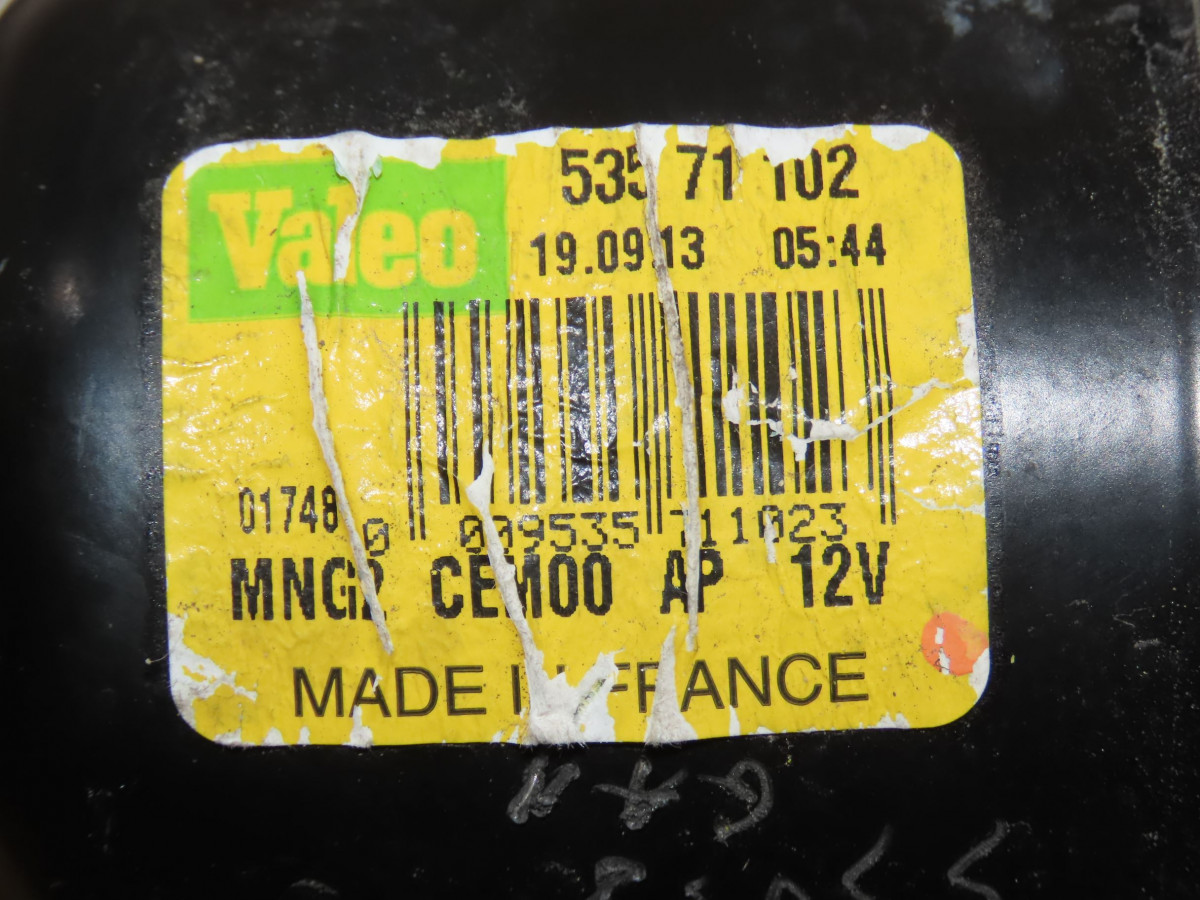 Valeo
535 71 102
19.09.13 05:44
01748
0 009535 711023
MNG2 CEM00 AP 12V
MADE IN FRANCE